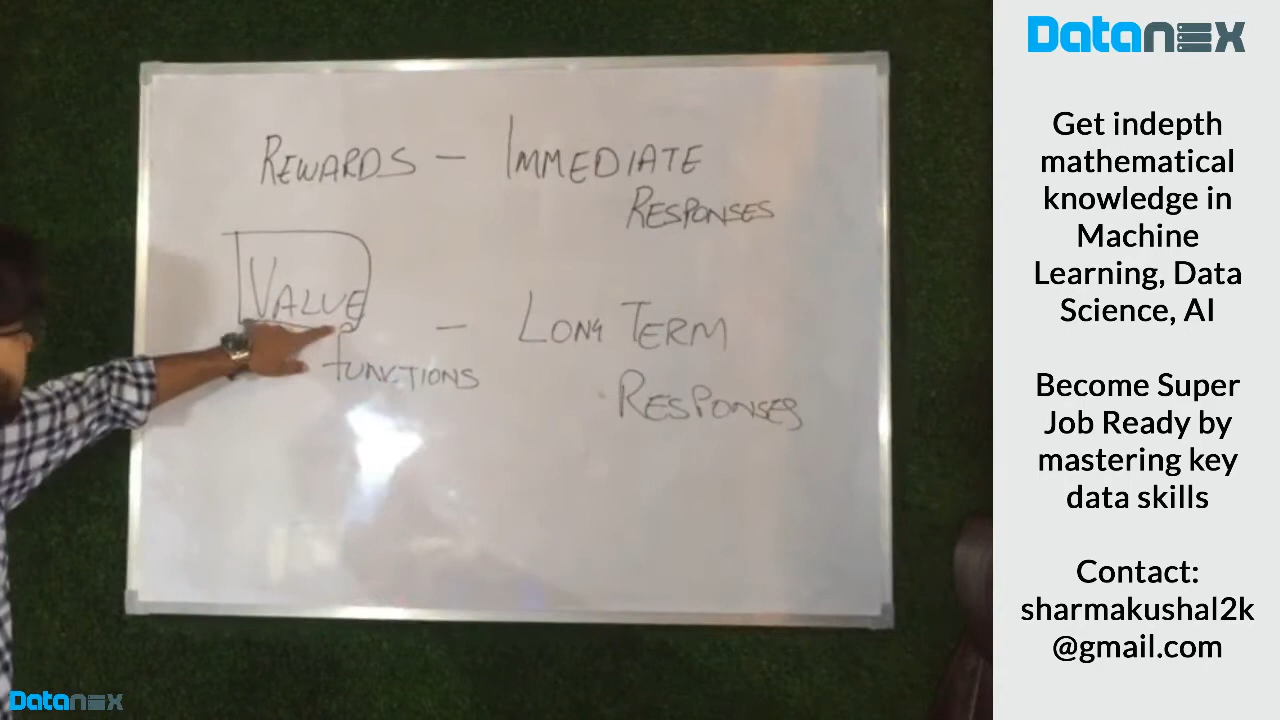 REWARDS - IMMEDIATE
RESPONSES
VALUE
FUNCTIONS - LONG TERM
RESPONSES
Datanex
Get indepth
mathematical
knowledge in
Machine
Learning, Data
Science, AI
Become Super
Job Ready by
mastering key
data skills
Contact:
sharmakushal2k
@gmail.com
Datanex